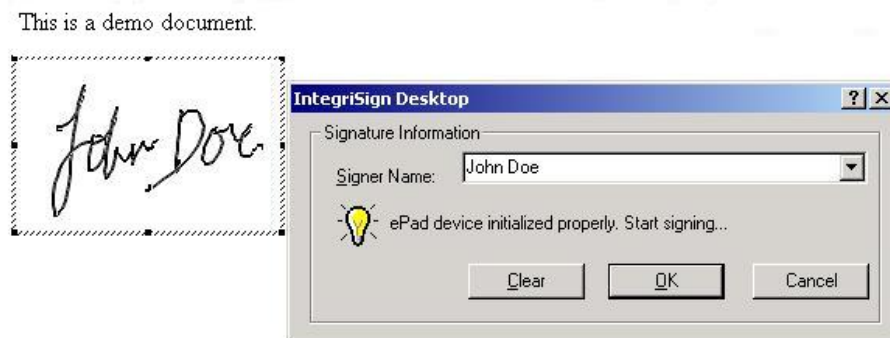 This is a demo document.
John Doe
IntegriSign Desktop
Signature Information
Signer Name: John Doe
ePad device initialized properly. Start signing...
Clear OK Cancel